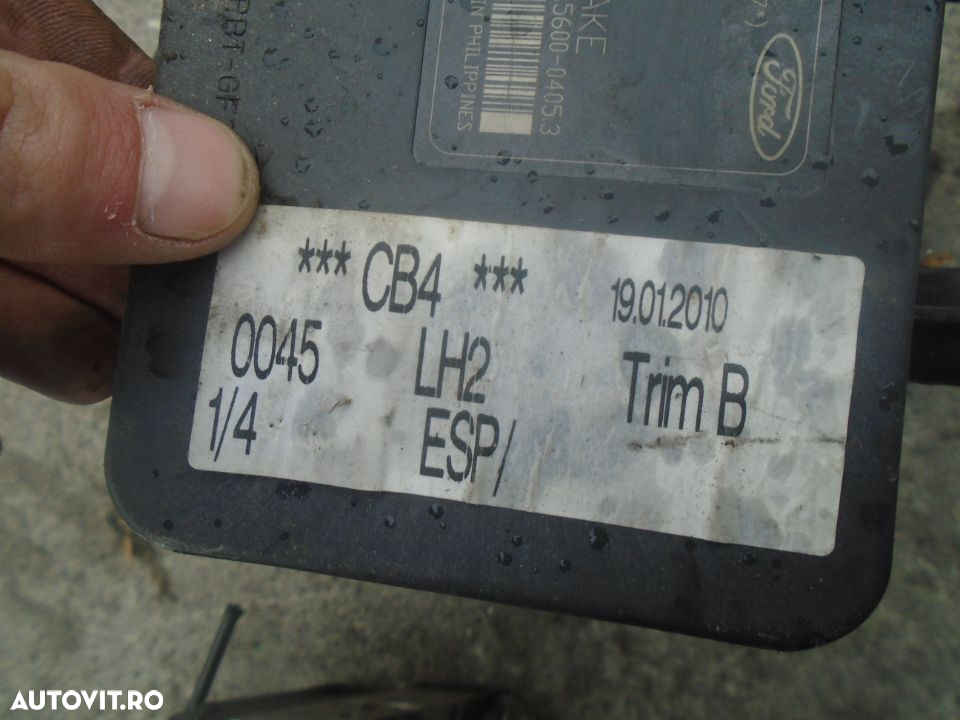 AKE
5600-0405.3
IN PHILIPPINES
7*)
Ford
*** CB4 ***
19.01.2010
0045 LH2 Trim B
1/4 ESP/
AUTOVIT.RO